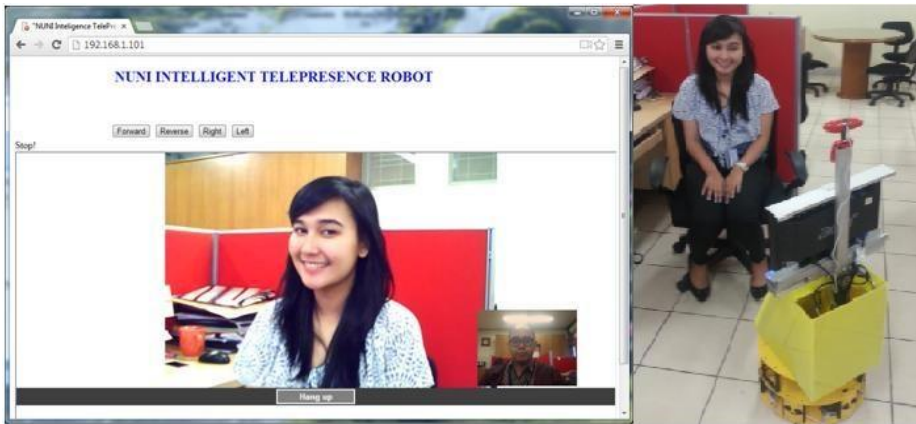 "NUNI Inteligence TelePre
192.168.1.101
NUNI INTELLIGENT TELEPRESENCE ROBOT
Forward Reverse Right Left
Stop!
Hang up